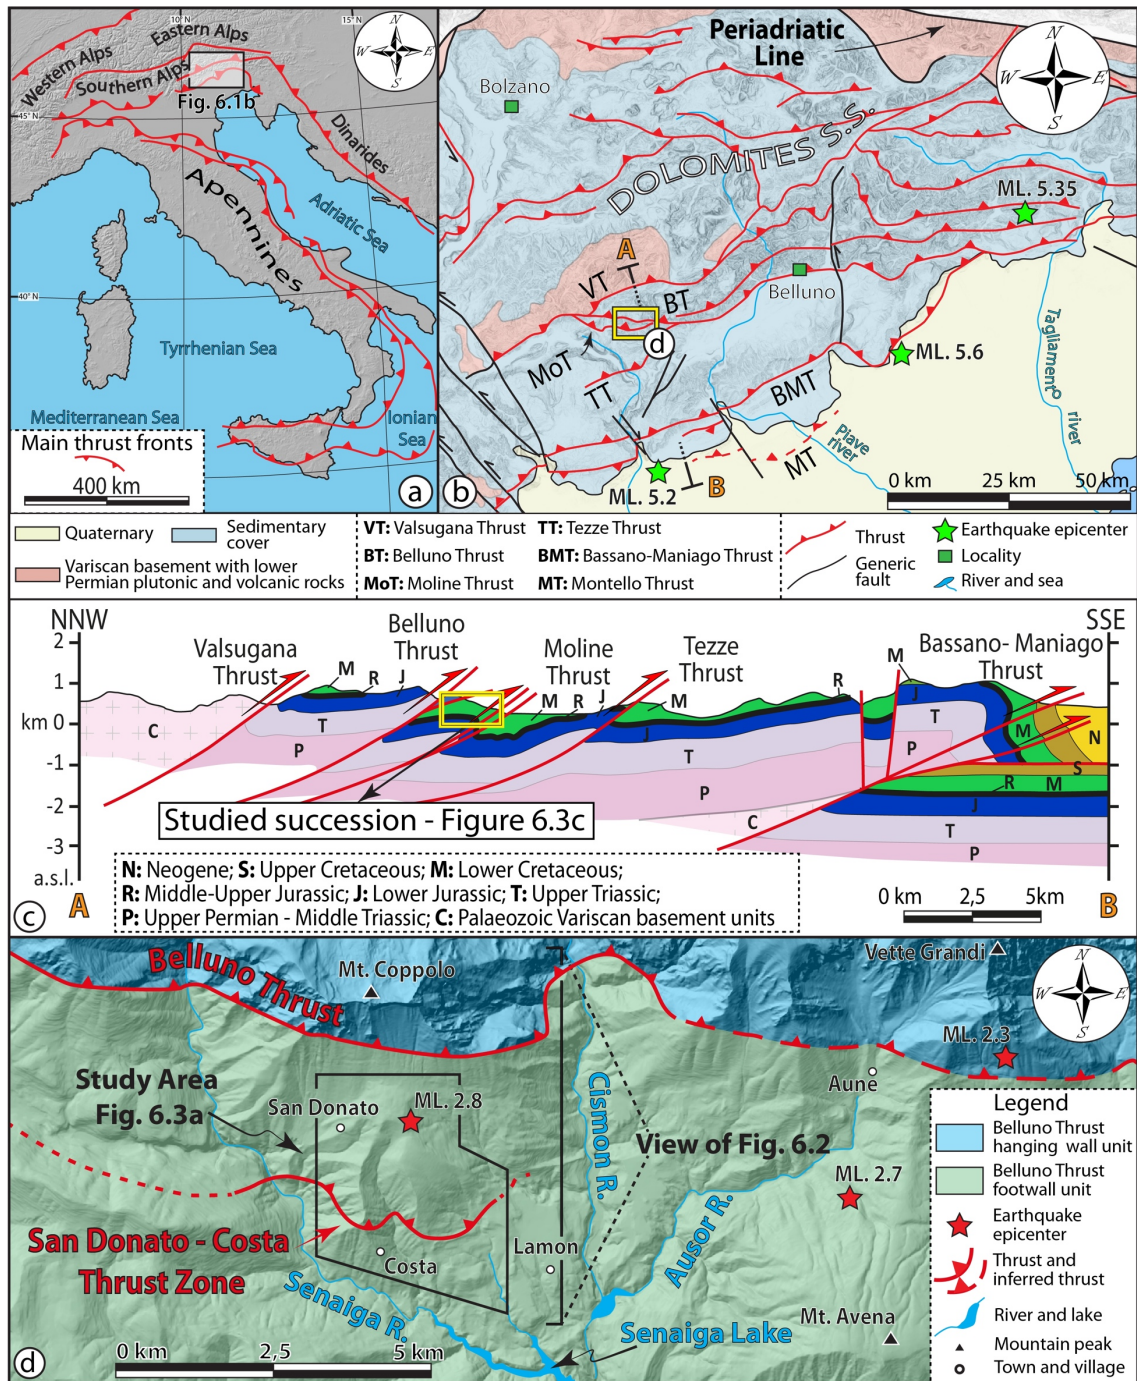 10°N
15°N
Eastern Alps
Western Alps
Southern Alps
Fig. 6.1b
N
W
E
S
45°N
Dinarides
Apennines
Adriatic Sea
40° N
Tyrrhenian Sea
Mediterranean Sea
Ionian
Sea
Main thrust fronts
400 km
a
Periadriatic
Line
N
W
E
S
Bolzano
DOLOMITES S.S.
ML. 5.35
A
VT
BT
Belluno
d
MoT
TT
ML. 5.6
BMT
Tagliamento
river
Piave
river
MT
ML. 5.2
B
0 km
25 km
50 km
b
Quaternary
Sedimentary
cover
Variscan basement with lower
Permian plutonic and volcanic rocks
VT: Valsugana Thrust
TT: Tezze Thrust
BT: Belluno Thrust
BMT: Bassano-Maniago Thrust
MoT: Moline Thrust
MT: Montello Thrust
Thrust
Generic
fault
Earthquake epicenter
Locality
River and sea
NNW
SSE
2
1
km 0
-1
-2
-3
a.s.l.
Valsugana
Thrust
Belluno
Thrust
Moline
Thrust
Tezze
Thrust
Bassano- Maniago
Thrust
M
R
J
M
R
J
M
R
M
J
C
T
P
J
T
P
T
P
M
N
S
R
M
J
C
T
P
Studied succession - Figure 6.3c
N: Neogene; S: Upper Cretaceous; M: Lower Cretaceous;
R: Middle-Upper Jurassic; J: Lower Jurassic; T: Upper Triassic;
P: Upper Permian - Middle Triassic; C: Palaeozoic Variscan basement units
0 km
2,5
5km
c
A
B
Belluno Thrust
Mt. Coppolo
Vette Grandi
N
W
E
S
ML. 2.3
Study Area
Fig. 6.3a
San Donato
ML. 2.8
Cismon R.
Aune
View of Fig. 6.2
ML. 2.7
San Donato - Costa
Thrust Zone
Costa
Lamon
Ausor R.
Senaiga R.
Senaiga Lake
Mt. Avena
0 km
2,5
5 km
d
Legend
Belluno Thrust
hanging wall unit
Belluno Thrust
footwall unit
Earthquake
epicenter
Thrust and
inferred thrust
River and lake
Mountain peak
Town and village